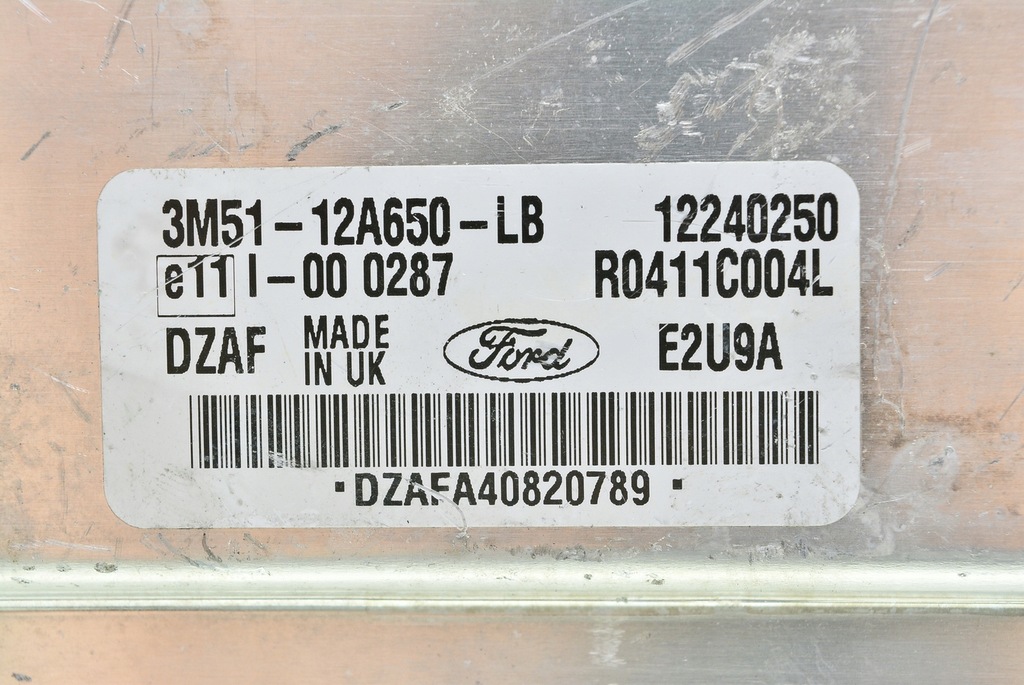 3M51-12A650-LB 12240250
e11 I-00 0287 R0411C004L
DZAF MADE IN UK Ford E2U9A
·DZAFA40820789 ·